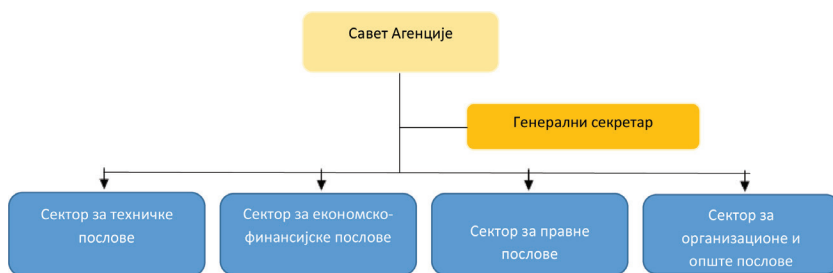 Савет Агенције
Генерални секретар
Сектор за техничке
послове
Сектор за економско-
финансијске послове
Сектор за правне
послове
Сектор за
организационе и
опште послове